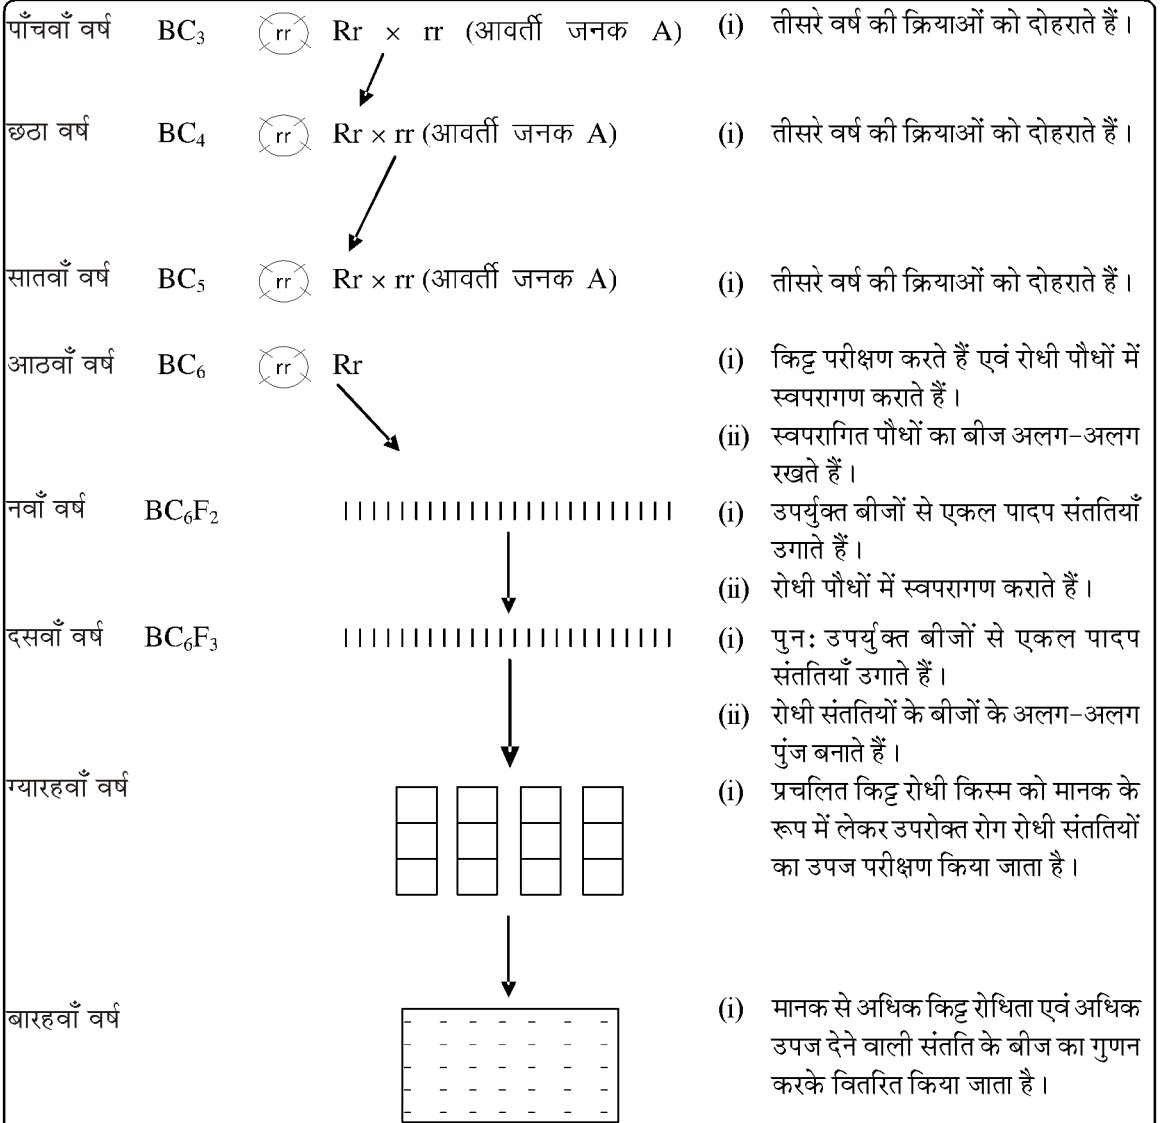 पाँचवाँ वर्ष BC₃ rr Rr × rr (आवर्ती जनक A) (i) तीसरे वर्ष की क्रियाओं को दोहराते हैं।
छठा वर्ष BC₄ rr Rr × rr (आवर्ती जनक A) (i) तीसरे वर्ष की क्रियाओं को दोहराते हैं।
सातवाँ वर्ष BC₅ rr Rr × rr (आवर्ती जनक A) (i) तीसरे वर्ष की क्रियाओं को दोहराते हैं।
आठवाँ वर्ष BC₆ rr Rr (i) किट्ट परीक्षण करते हैं एवं रोधी पौधों में
स्वपरागण कराते हैं।
(ii) स्वपरागित पौधों का बीज अलग-अलग
रखते हैं।
नवाँ वर्ष BC₆F₂ (i) उपर्युक्त बीजों से एकल पादप संततियाँ
उगाते हैं।
(ii) रोधी पौधों में स्वपरागण कराते हैं।
दसवाँ वर्ष BC₆F₃ (i) पुनः उपर्युक्त बीजों से एकल पादप
संततियाँ उगाते हैं।
(ii) रोधी संततियों के बीजों के अलग-अलग
पुंज बनाते हैं।
ग्यारहवाँ वर्ष (i) प्रचलित किट्ट रोधी किस्म को मानक के
रूप में लेकर उपरोक्त रोग रोधी संततियों
का उपज परीक्षण किया जाता है।
बारहवाँ वर्ष (i) मानक से अधिक किट्ट रोधिता एवं अधिक
उपज देने वाली संतति के बीज का गुणन
करके वितरित किया जाता है।